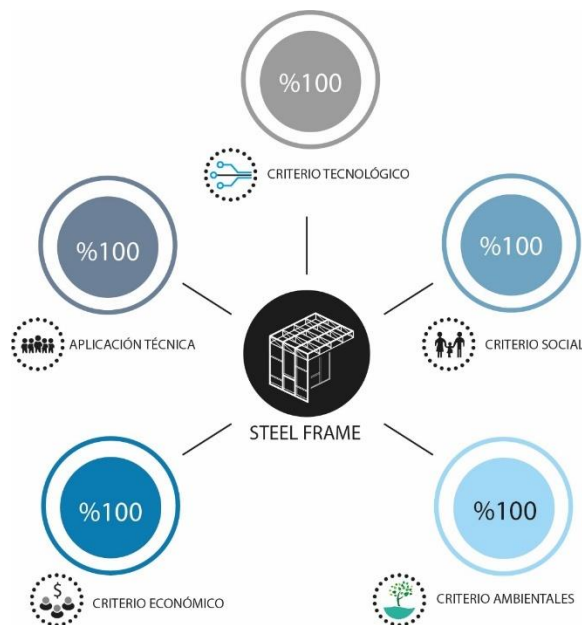 %100
CRITERIO TECNOLÓGICO
%100
APLICACIÓN TÉCNICA
%100
CRITERIO SOCIAL
STEEL FRAME
%100
$
CRITERIO ECONÓMICO
%100
CRITERIO AMBIENTALES